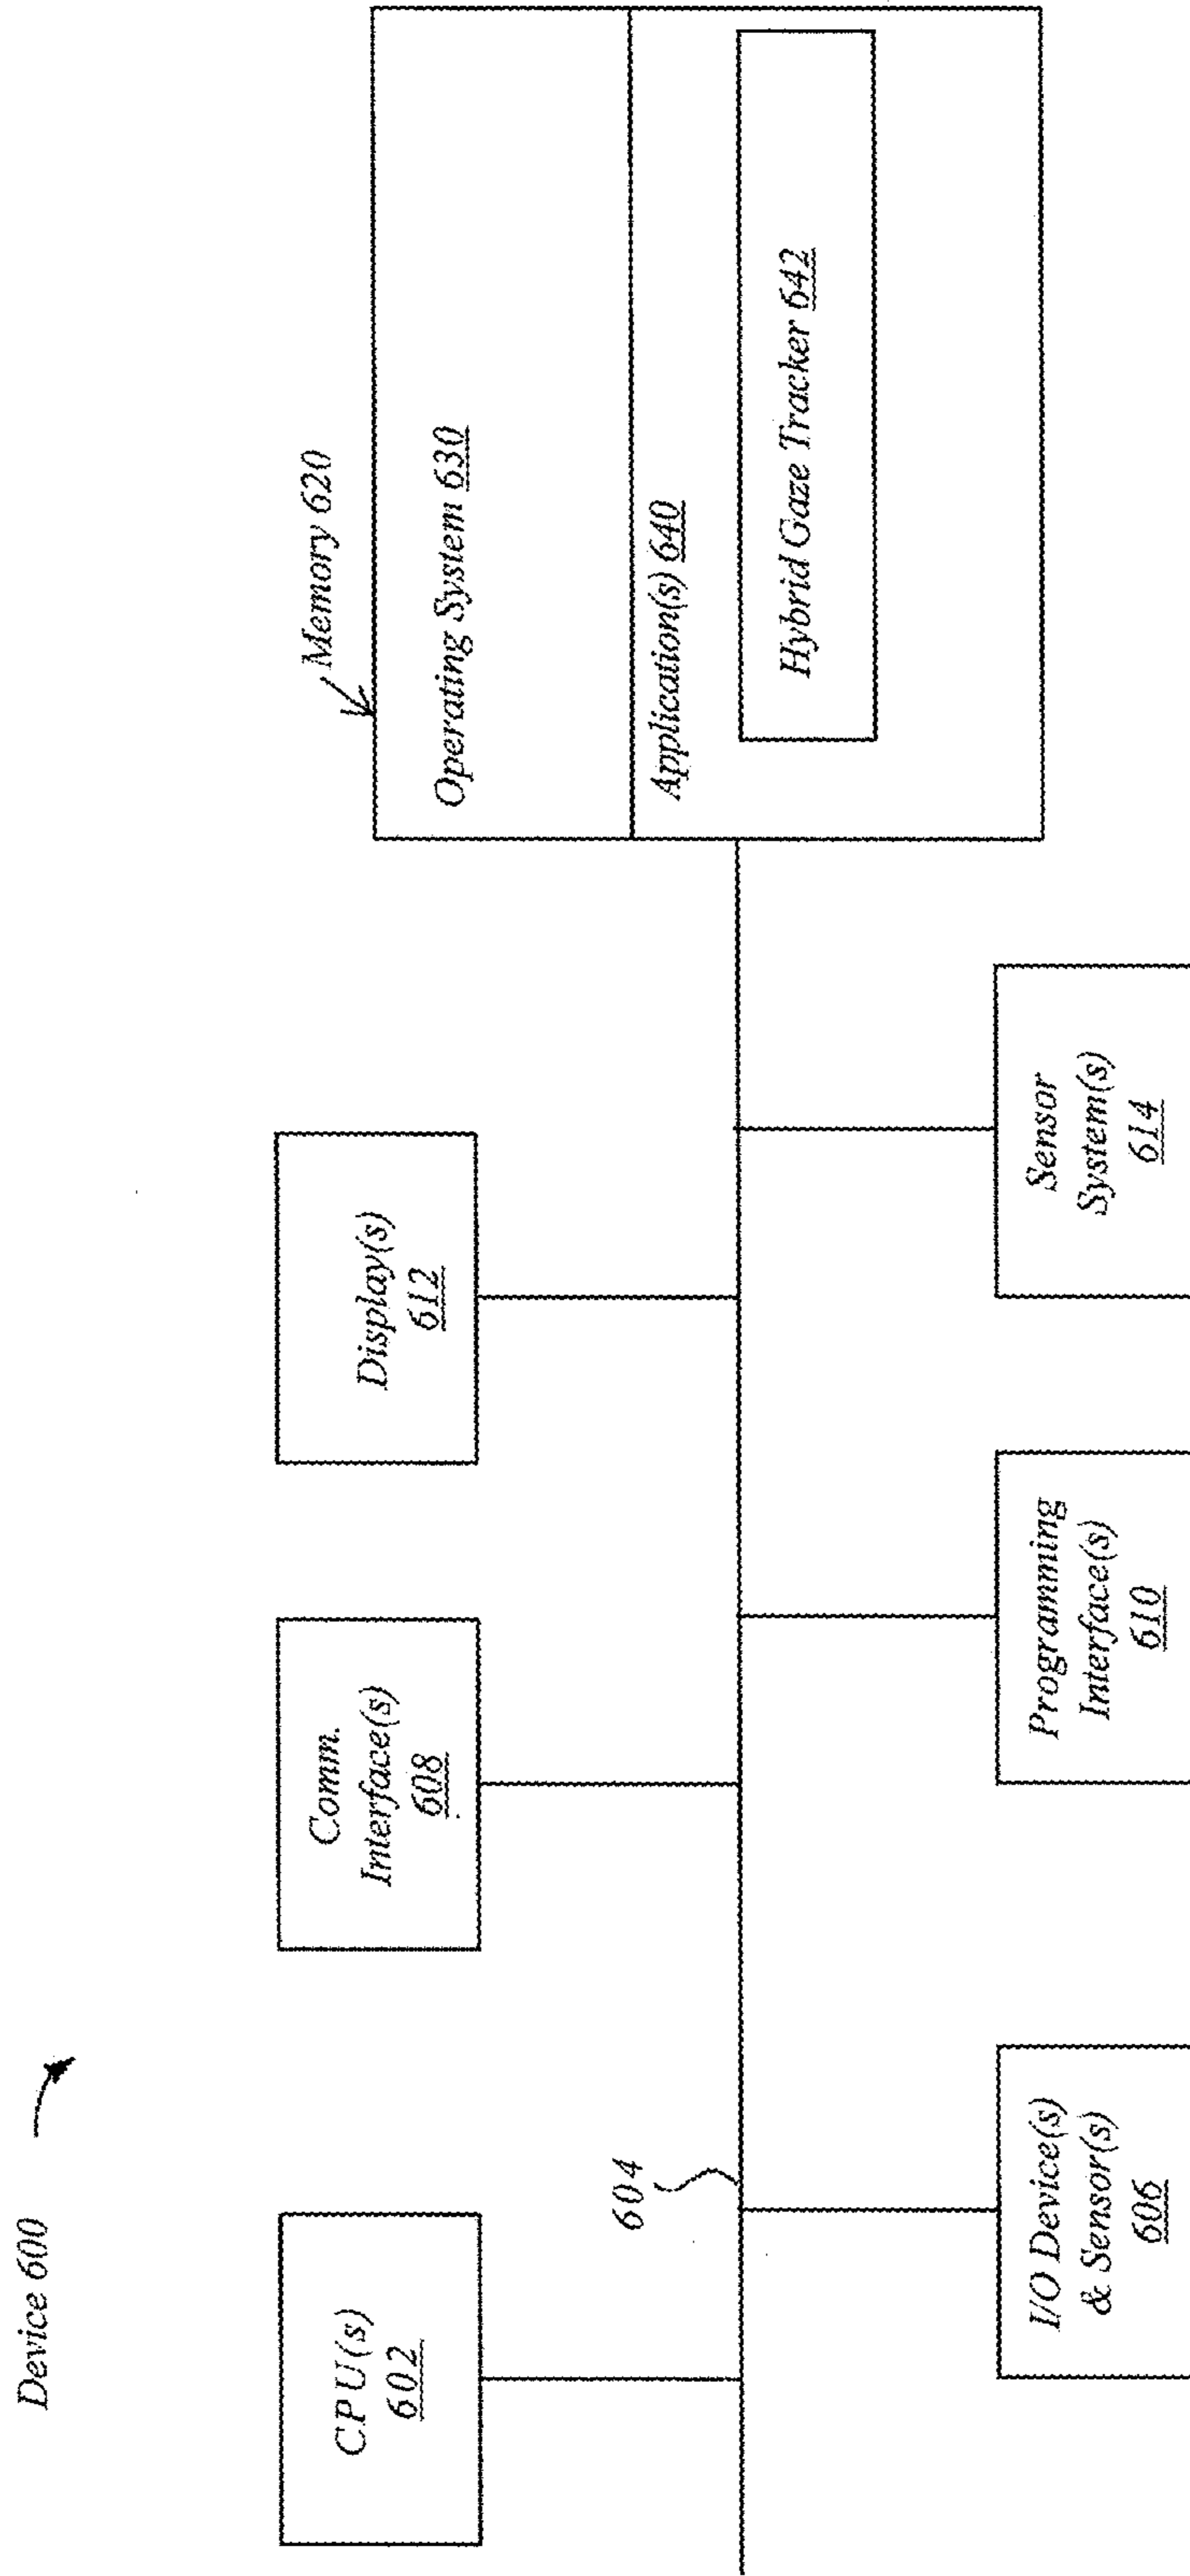 Device 600
CPU(s)
602
Comm.
Interface(s)
608
Display(s)
612
Memory 620
Operating System 630
Application(s) 640
Hybrid Gaze Tracker 642
604
I/O Device(s)
& Sensor(s)
606
Programming
Interface(s)
610
Sensor
System(s)
614